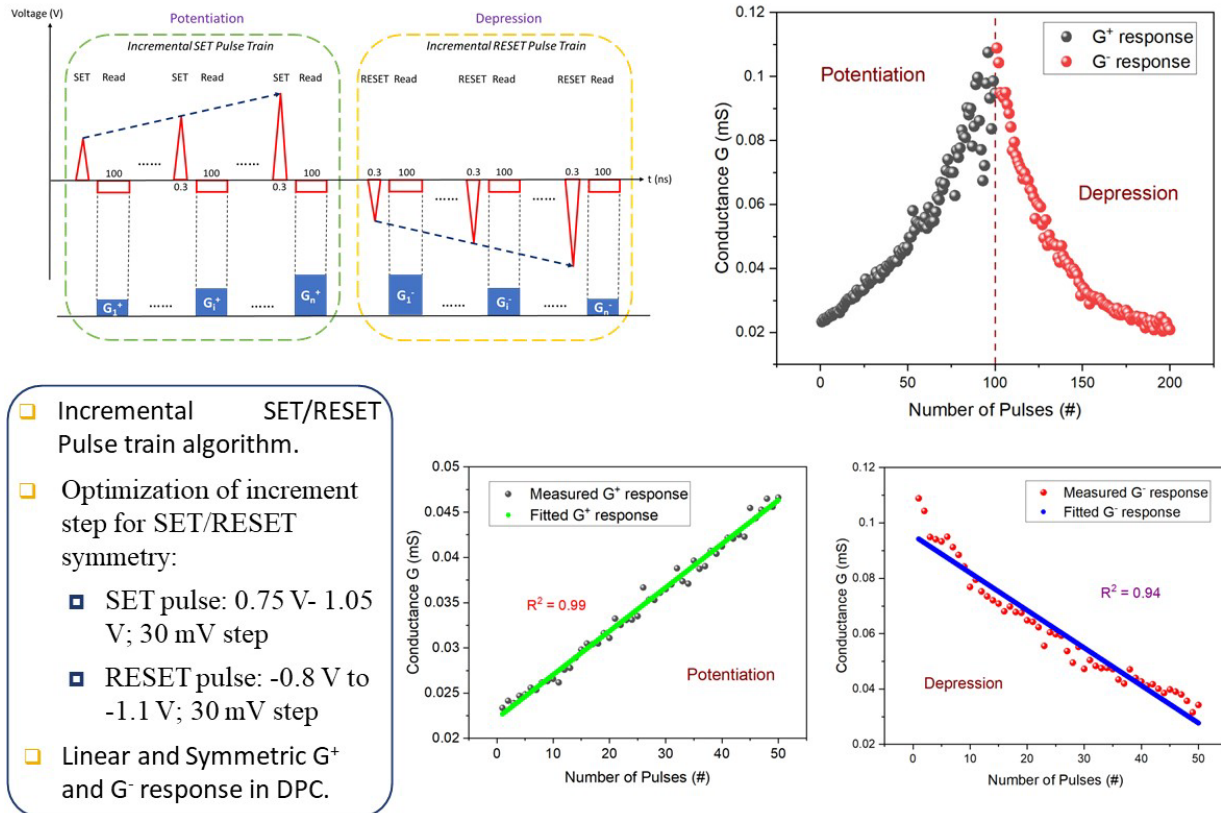 Voltage (V)
Potentiation
Depression
Incremental SET Pulse Train
Incremental RESET Pulse Train
SET Read SET Read SET Read RESET Read RESET Read RESET Read
100 ...... 100 ...... 100 0.3 100 0.3 100 0.3 100
0.3 0.3 ...... ...... t (ns)
G₁⁺ ...... Gᵢ⁺ ...... Gₙ⁺ G₁⁻ ...... Gᵢ⁻ ...... Gₙ⁻
0.12
0.1
0.08
0.06
0.04
0.02
Conductance G (mS)
G⁺ response
G⁻ response
Potentiation
Depression
0 50 100 150 200
Number of Pulses (#)
Incremental SET/RESET
Pulse train algorithm.
Optimization of increment
step for SET/RESET
symmetry:
SET pulse: 0.75 V- 1.05
V; 30 mV step
RESET pulse: -0.8 V to
-1.1 V; 30 mV step
Linear and Symmetric G⁺
and G⁻ response in DPC.
0.05
0.045
0.04
0.035
0.03
0.025
0.02
Conductance G (mS)
Measured G⁺ response
Fitted G⁺ response
R² = 0.99
Potentiation
0 10 20 30 40 50
Number of Pulses (#)
0.12
0.1
0.08
0.06
0.04
0.02
Conductance G (mS)
Measured G⁻ response
Fitted G⁻ response
R² = 0.94
Depression
0 10 20 30 40 50
Number of Pulses (#)